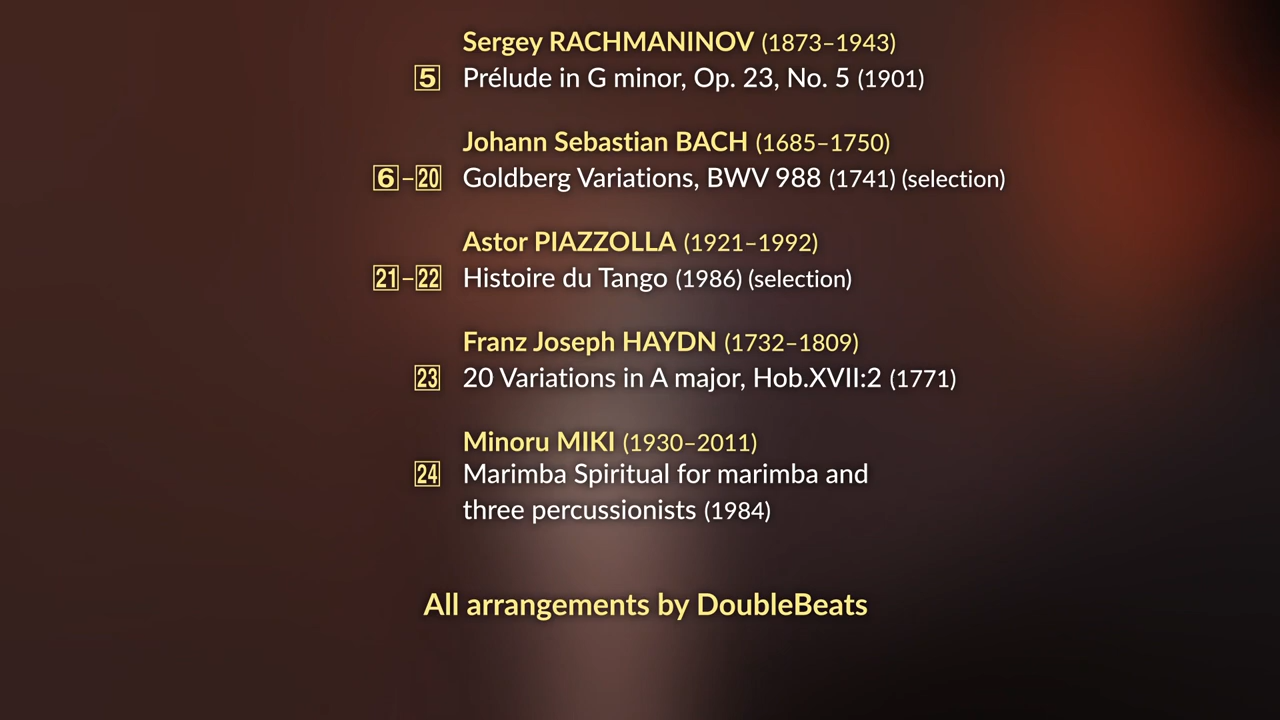 Sergey RACHMANINOV (1873–1943)
5 Prélude in G minor, Op. 23, No. 5 (1901)
Johann Sebastian BACH (1685–1750)
6–20 Goldberg Variations, BWV 988 (1741) (selection)
Astor PIAZZOLLA (1921–1992)
21–22 Histoire du Tango (1986) (selection)
Franz Joseph HAYDN (1732–1809)
23 20 Variations in A major, Hob.XVII:2 (1771)
Minoru MIKI (1930–2011)
24 Marimba Spiritual for marimba and
three percussionists (1984)
All arrangements by DoubleBeats